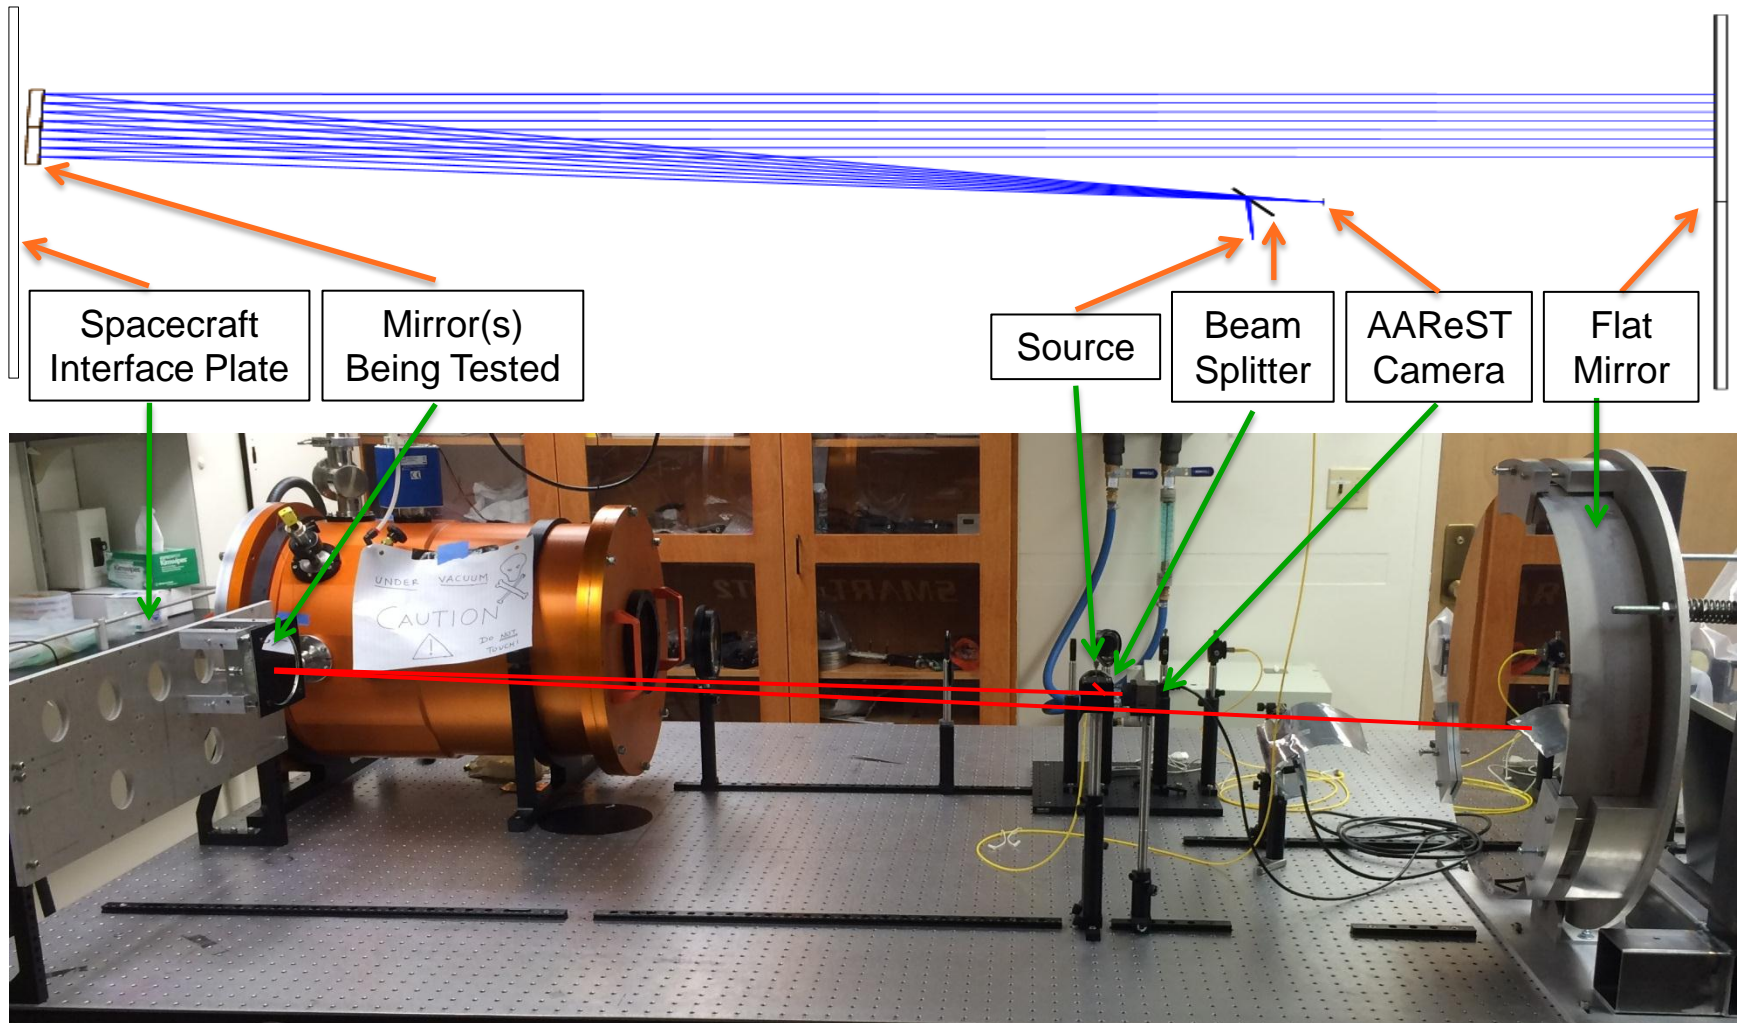 Spacecraft
Interface Plate
Mirror(s)
Being Tested
Source
Beam
Splitter
AAReST
Camera
Flat
Mirror
UNDER VACUUM
CAUTION
DO NOT
TOUCH!